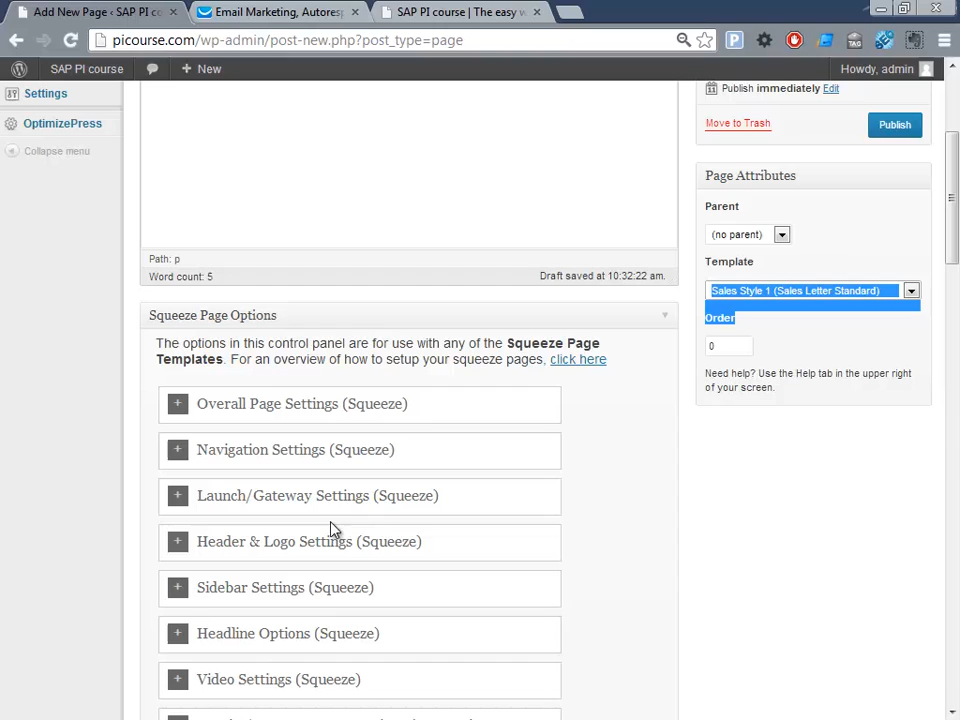 Add New Page ‹ SAP PI co
Email Marketing, Autoresp
SAP PI course | The easy w
picourse.com/wp-admin/post-new.php?post_type=page
SAP PI course
+ New
Howdy, admin
Settings
OptimizePress
Collapse menu
Publish immediately Edit
Move to Trash
Publish
Page Attributes
Parent
(no parent)
Template
Sales Style 1 (Sales Letter Standard)
Order
0
Need help? Use the Help tab in the upper right
of your screen.
Path: p
Word count: 5
Draft saved at 10:32:22 am.
Squeeze Page Options
The options in this control panel are for use with any of the Squeeze Page
Templates. For an overview of how to setup your squeeze pages, click here
+ Overall Page Settings (Squeeze)
+ Navigation Settings (Squeeze)
+ Launch/Gateway Settings (Squeeze)
+ Header & Logo Settings (Squeeze)
+ Sidebar Settings (Squeeze)
+ Headline Options (Squeeze)
+ Video Settings (Squeeze)